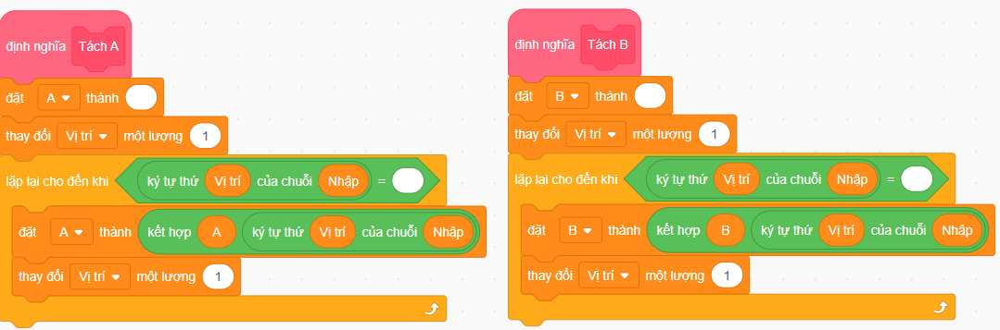 định nghĩa Tách A
đặt A thành
thay đổi Vị trí một lượng 1
lặp lại cho đến khi ký tự thứ Vị trí của chuỗi Nhập =
đặt A thành kết hợp A ký tự thứ Vị trí của chuỗi Nhập
thay đổi Vị trí một lượng 1
định nghĩa Tách B
đặt B thành
thay đổi Vị trí một lượng 1
lặp lại cho đến khi ký tự thứ Vị trí của chuỗi Nhập =
đặt B thành kết hợp B ký tự thứ Vị trí của chuỗi Nhập
thay đổi Vị trí một lượng 1